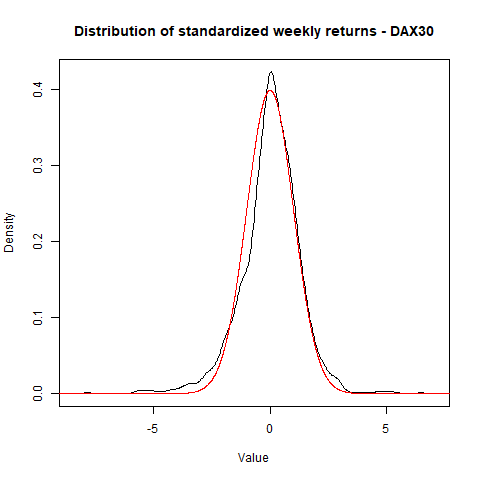 Distribution of standardized weekly returns - DAX30
Density
0.4
0.3
0.2
0.1
0.0
-5
0
5
Value